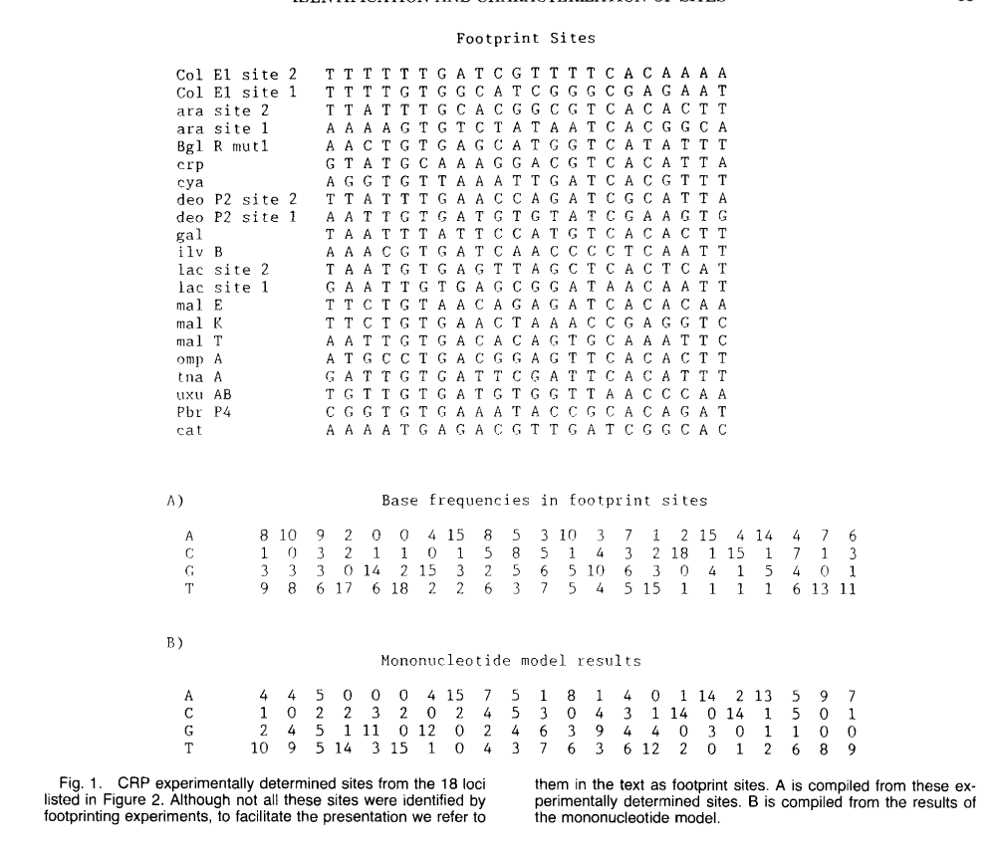 IDENTIFICATION AND CHARACTERIZATION OF SITES
Footprint Sites
Col E1 site 2 T T T T T T G A T C G T T T T C A C A A A A
Col E1 site 1 T T T T G T G G C A T C G G G C G A G A A T
ara site 2 T T A T T T G C A C G G C G T C A C A C T T
ara site 1 A A A A G T G T C T A T A A T C A C G G C A
Bgl R mut1 A A C T G T G A G C A T G G T C A T A T T T
crp G T A T G C A A A G G A C G T C A C A T T A
cya A G G T G T T A A A T T G A T C A C G T T T
deo P2 site 2 T T A T T T G A A C C A G A T C G C A T T A
deo P2 site 1 A A T T G T G A T G T G T A T C G A A G T G
gal T A A T T T A T T C C A T G T C A C A C T T
ilv B A A A C G T G A T C A A C C C C T C A A T T
lac site 2 T A A T G T G A G T T A G C T C A C T C A T
lac site 1 G A A T T G T G A G C G G A T A A C A A T T
mal E T T C T G T A A C A G A G A T C A C A C A A
mal K T T C T G T G A A C T A A A C C G A G G T C
mal T A A T T G T G A C A C A G T G C A A A T T C
omp A A T G C C T G A C G G A G T T C A C A C T T
tna A G A T T G T G A T T C G A T T C A C A T T T
uxu AB T G T T G T G A T G T G G T T A A C C C A A
Pbr P4 C G G T G T G A A A T A C C G C A C A G A T
cat A A A A T G A G A C G T T G A T C G G C A C
A) Base frequencies in footprint sites
A 8 10 9 2 0 0 4 15 8 5 3 10 3 7 1 2 15 4 14 4 7 6
C 1 0 3 2 1 1 0 1 5 8 5 1 4 3 2 18 1 15 1 7 1 3
G 3 3 3 0 14 2 15 3 2 5 6 5 10 6 3 0 4 1 5 4 0 1
T 9 8 6 17 6 18 2 2 6 3 7 5 4 5 15 1 1 1 1 6 13 11
B)
Mononucleotide model results
A 4 4 5 0 0 0 4 15 7 5 1 8 1 4 0 1 14 2 13 5 9 7
C 1 0 2 2 3 2 0 2 4 5 3 0 4 3 1 14 0 14 1 5 0 1
G 2 4 5 1 11 0 12 0 2 4 6 3 9 4 4 0 3 0 1 1 0 0
T 10 9 5 14 3 15 1 0 4 3 7 6 3 6 12 2 0 1 2 6 8 9
Fig. 1. CRP experimentally determined sites from the 18 loci
listed in Figure 2. Although not all these sites were identified by
footprinting experiments, to facilitate the presentation we refer to
them in the text as footprint sites. A is compiled from these ex-
perimentally determined sites. B is compiled from the results of
the mononucleotide model.